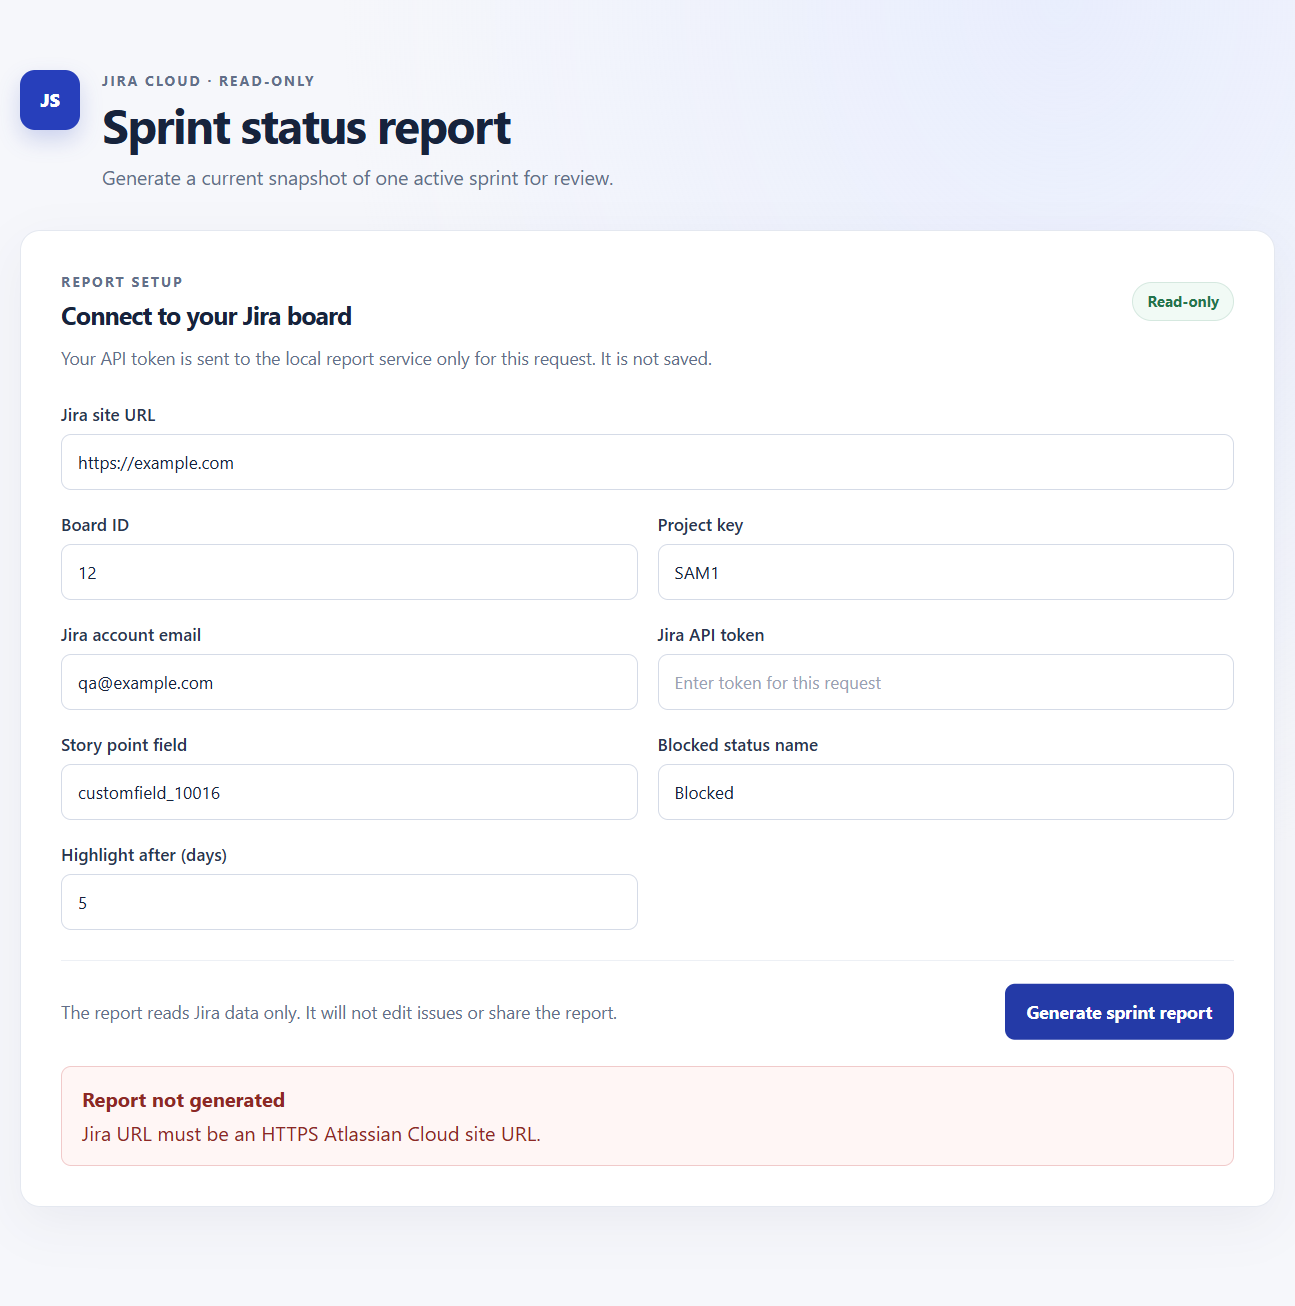 JS
JIRA CLOUD · READ-ONLY
Sprint status report
Generate a current snapshot of one active sprint for review.
REPORT SETUP
Connect to your Jira board
Read-only
Your API token is sent to the local report service only for this request. It is not saved.
Jira site URL
https://example.com
Board ID
Project key
12
SAM1
Jira account email
Jira API token
qa@example.com
Enter token for this request
Story point field
Blocked status name
customfield_10016
Blocked
Highlight after (days)
5
The report reads Jira data only. It will not edit issues or share the report.
Generate sprint report
Report not generated
Jira URL must be an HTTPS Atlassian Cloud site URL.